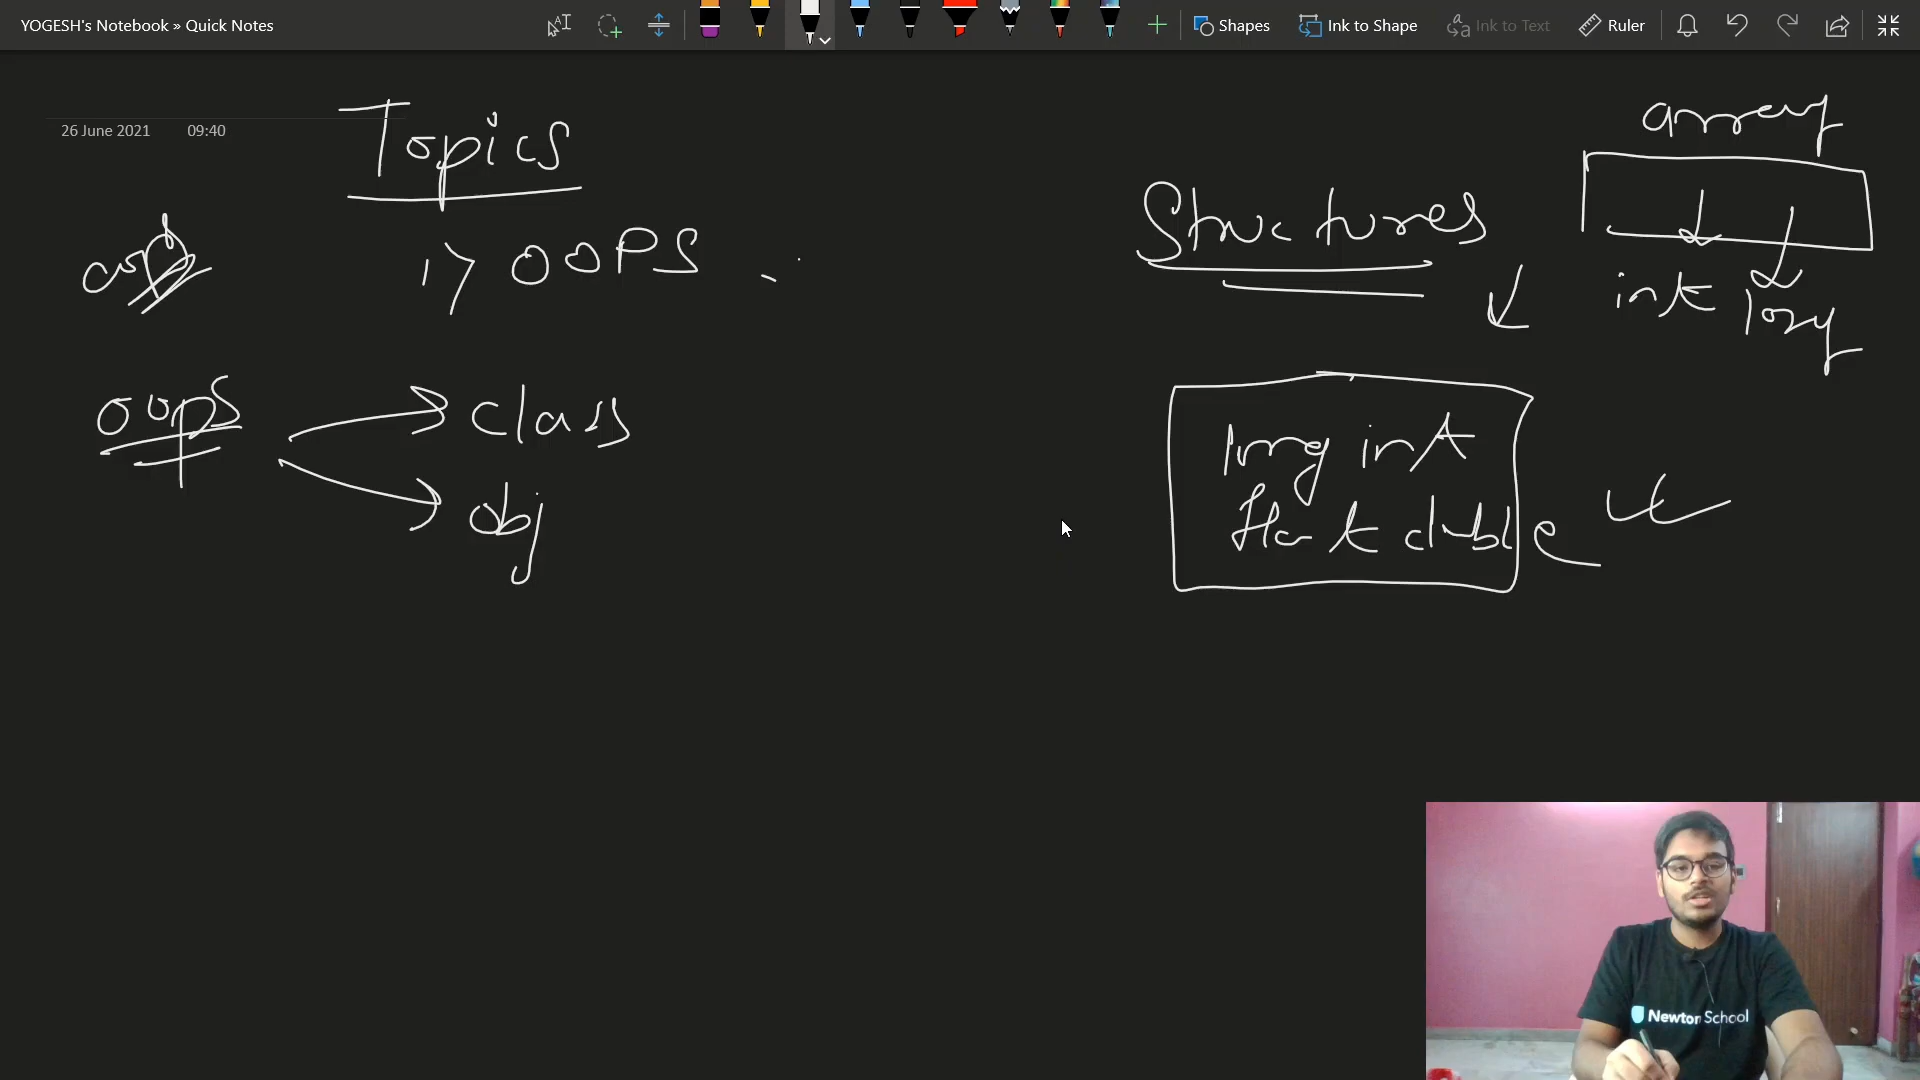 YOGESH's Notebook » Quick Notes
Shapes
Ink to Shape
Ink to Text
Ruler
26 June 2021 09:40
Topics
1> OOPS
oops
class
obj
Structures
array
int long
long int
float double
Newton School